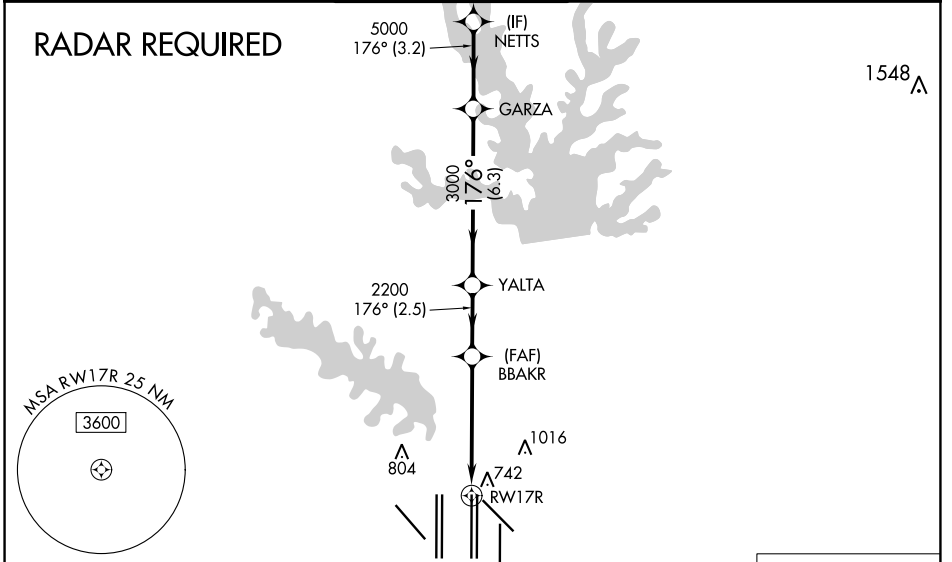 RADAR REQUIRED
5000
176° (3.2)
(IF)
NETTS
1548
GARZA
3000
176°
(6.3)
YALTA
2200
176° (2.5)
(FAF)
BBAKR
MSA RW17R 25 NM
3600
1016
804
742
RW17R